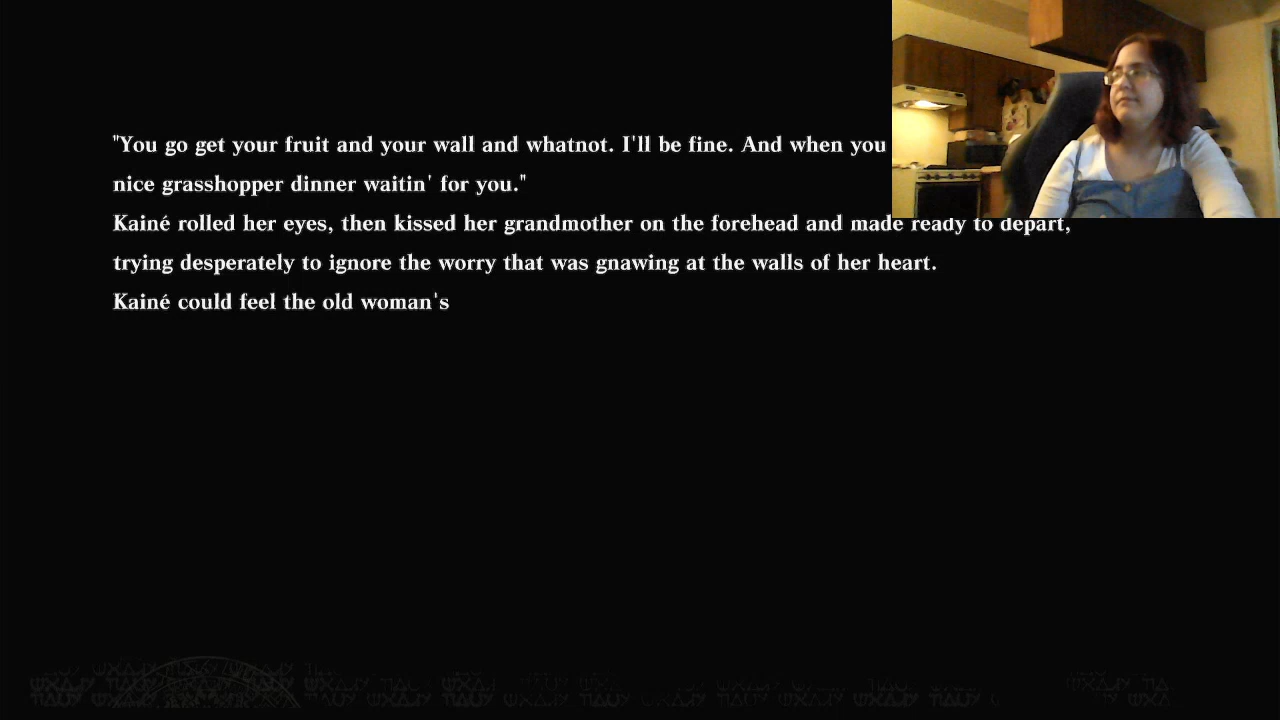 "You go get your fruit and your wall and whatnot. I'll be fine. And when you
nice grasshopper dinner waitin' for you."
Kainé rolled her eyes, then kissed her grandmother on the forehead and made ready to depart,
trying desperately to ignore the worry that was gnawing at the walls of her heart.
Kainé could feel the old woman's